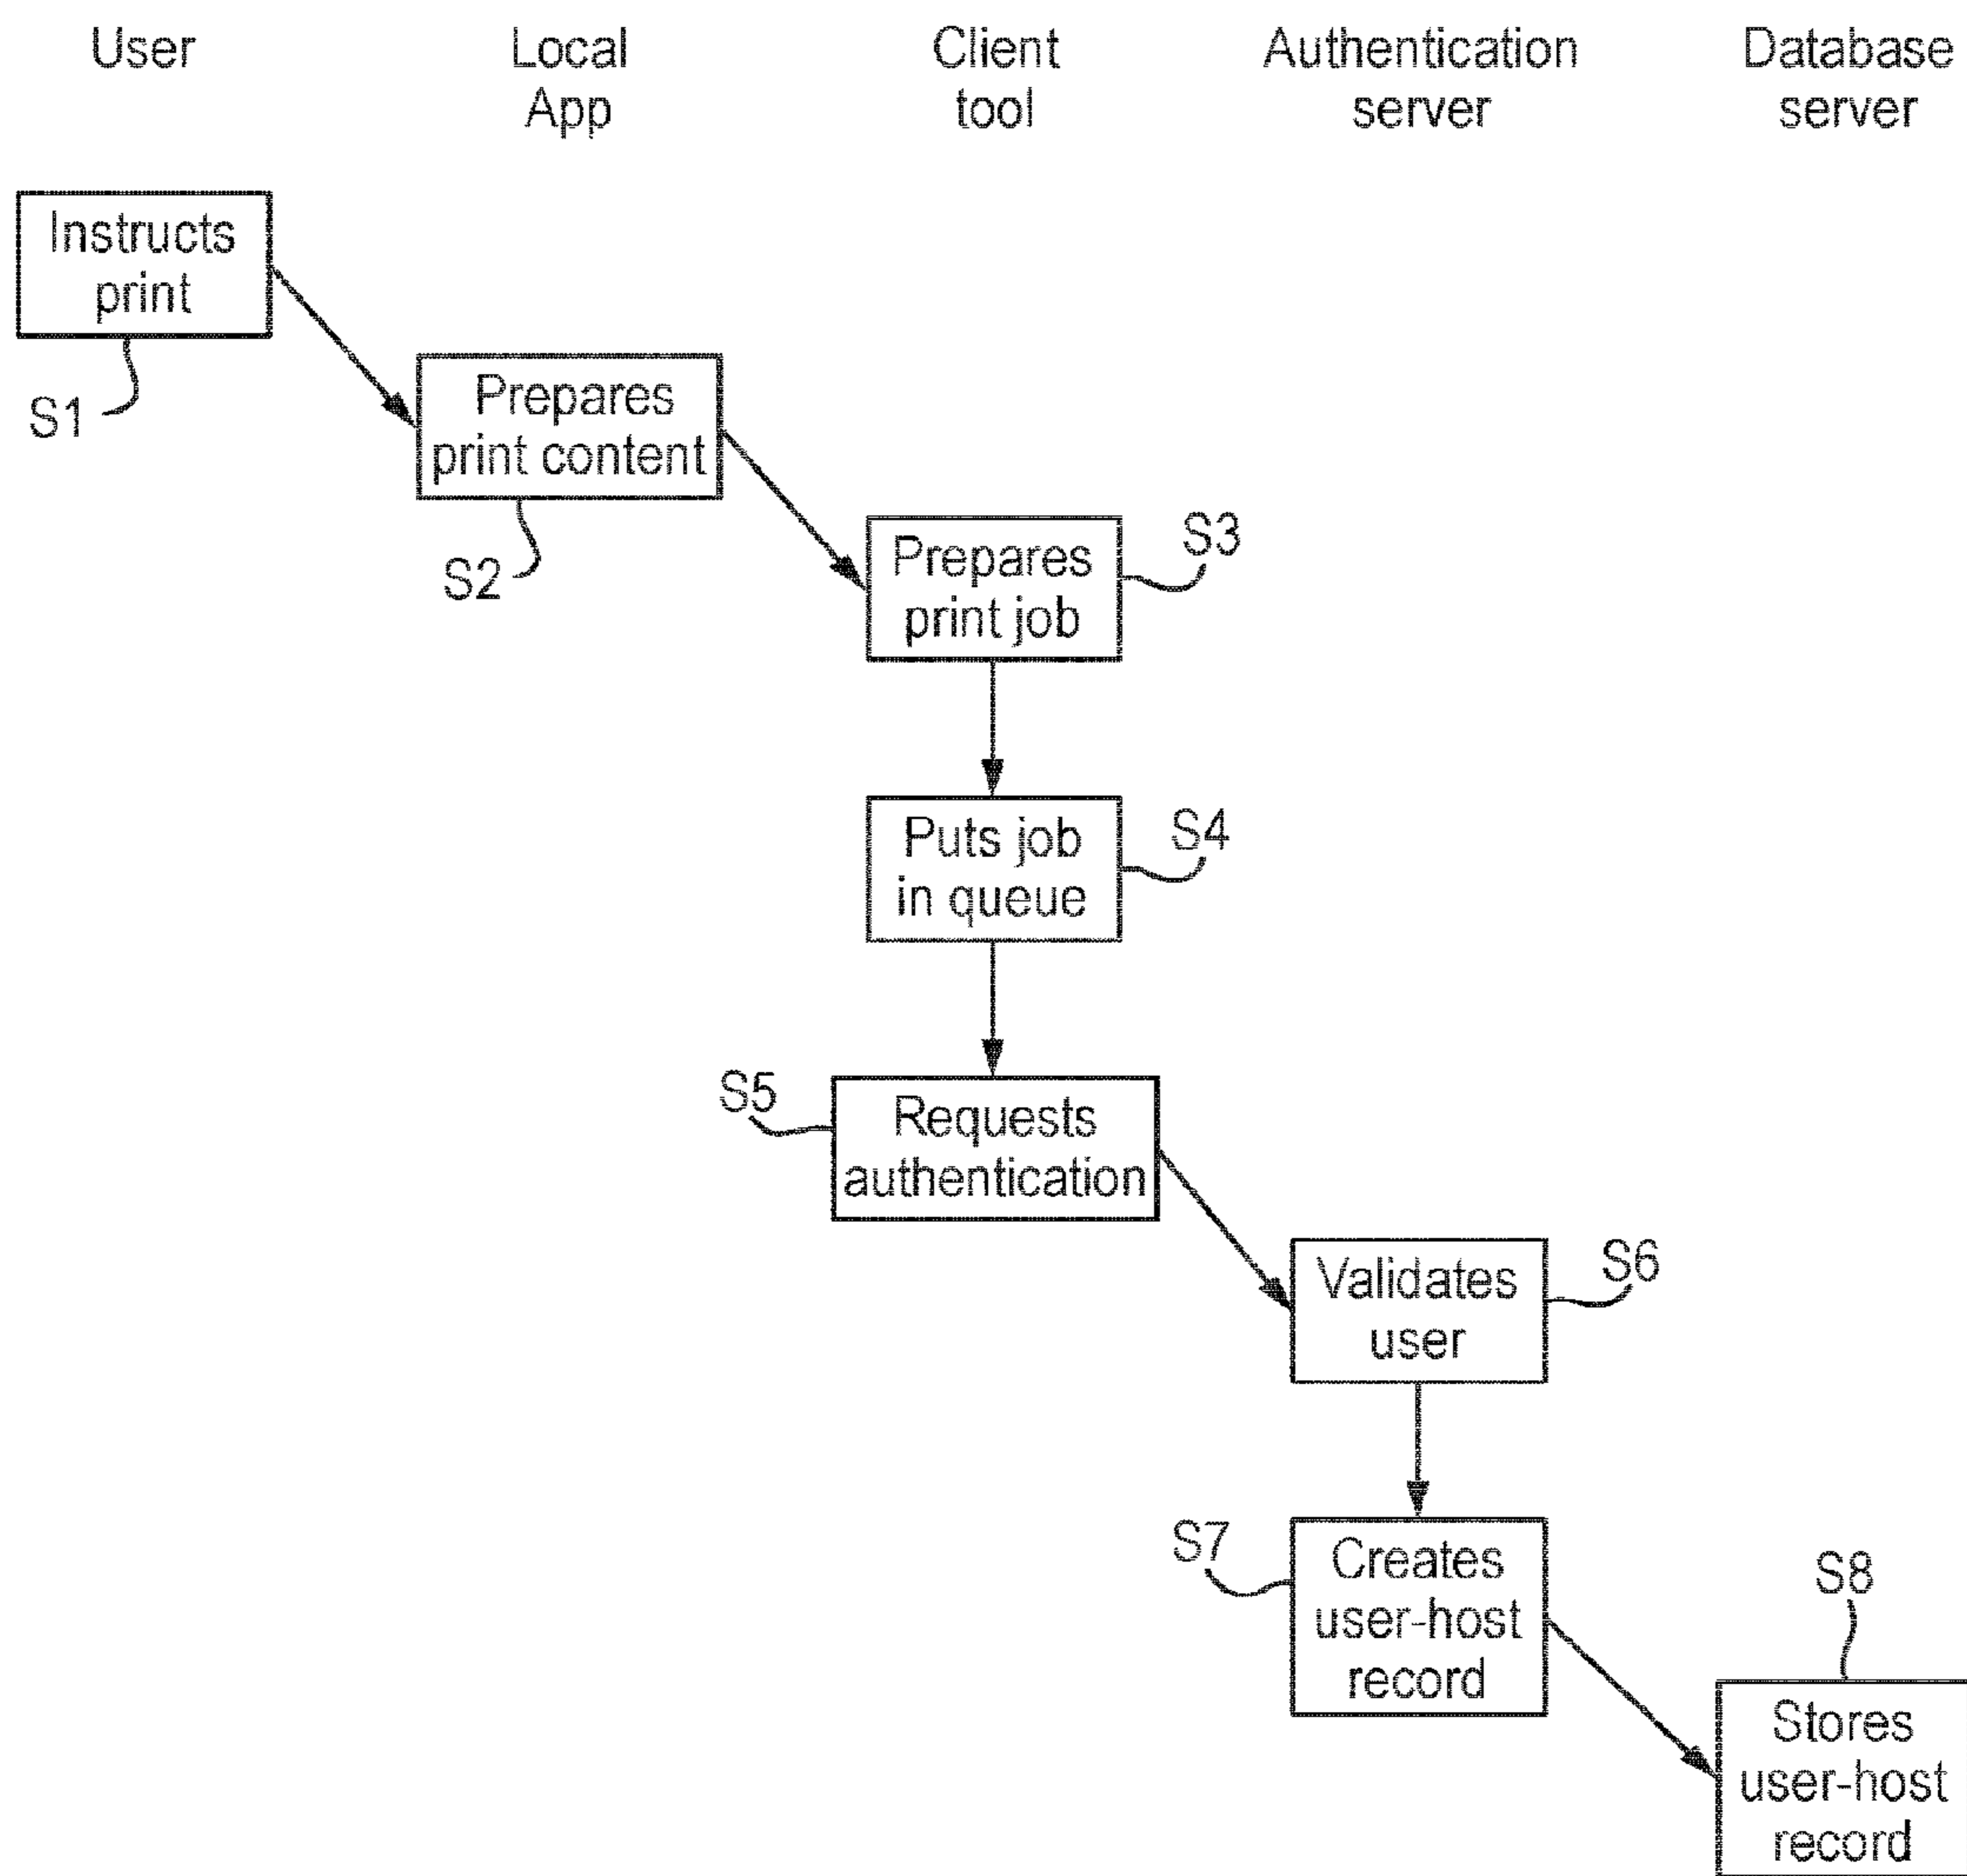 User
Local
App
Client
tool
Authentication
server
Database
server
Instructs
print
S1
Prepares
print content
S2
Prepares
print job
S3
Puts job
in queue
S4
S5
Requests
authentication
Validates
user
S6
S7
Creates
user-host
record
S8
Stores
user-host
record